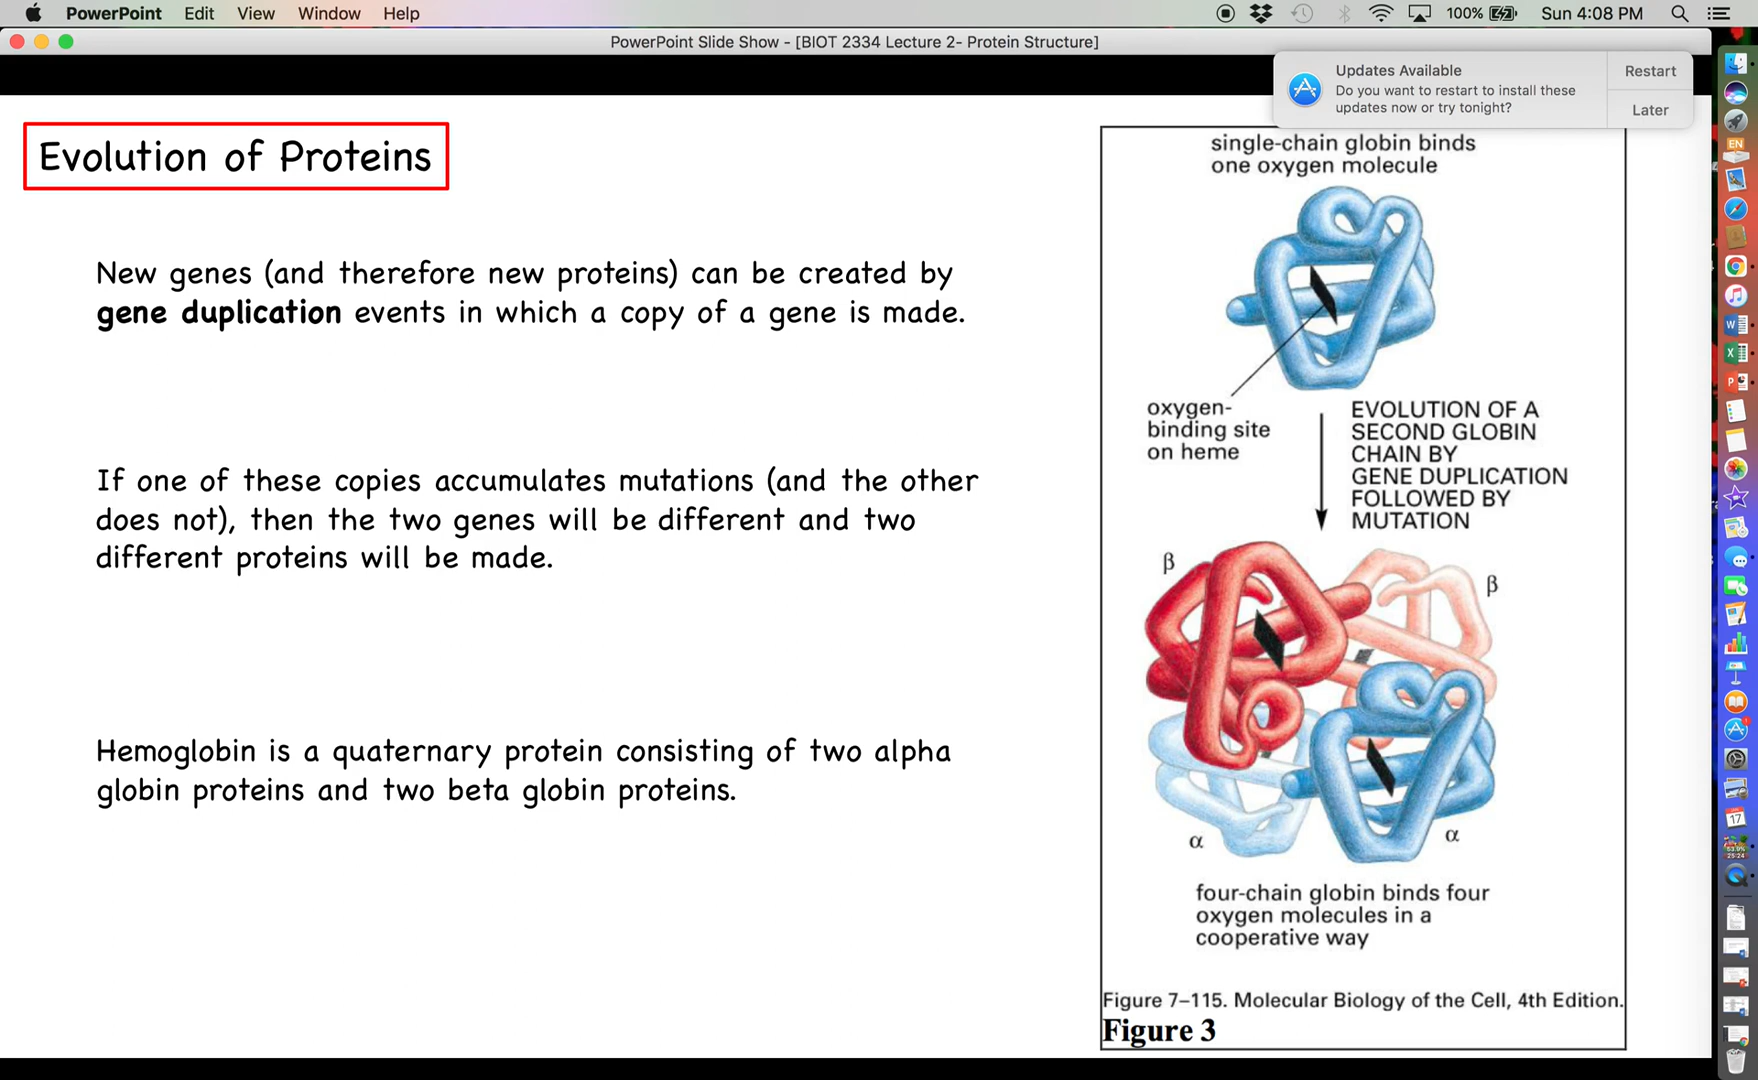 PowerPoint Edit View Window Help 100% Sun 4:08 PM
PowerPoint Slide Show - [BIOT 2334 Lecture 2- Protein Structure]
Updates Available
Do you want to restart to install these
updates now or try tonight?
Restart
Later
Evolution of Proteins
New genes (and therefore new proteins) can be created by
gene duplication events in which a copy of a gene is made.
If one of these copies accumulates mutations (and the other
does not), then the two genes will be different and two
different proteins will be made.
Hemoglobin is a quaternary protein consisting of two alpha
globin proteins and two beta globin proteins.
single-chain globin binds
one oxygen molecule
oxygen-
binding site
on heme
EVOLUTION OF A
SECOND GLOBIN
CHAIN BY
GENE DUPLICATION
FOLLOWED BY
MUTATION
β
β
α
α
four-chain globin binds four
oxygen molecules in a
cooperative way
Figure 7–115. Molecular Biology of the Cell, 4th Edition.
Figure 3
EN
W
X
P
17